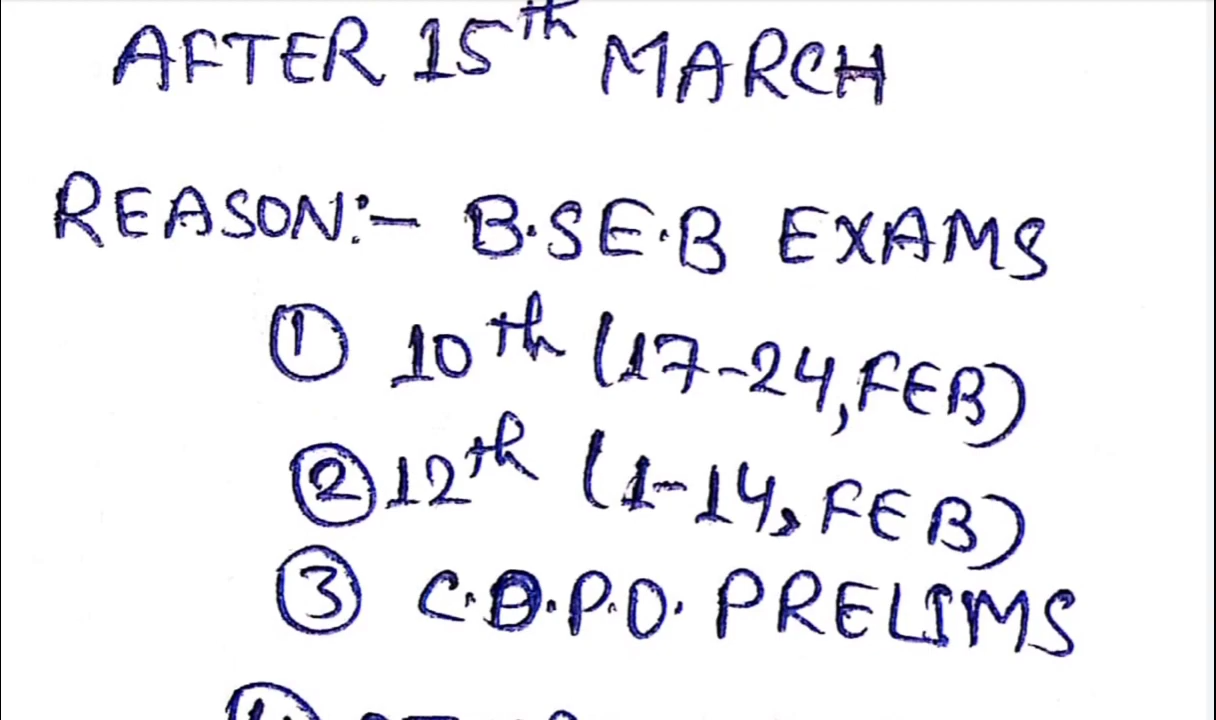 AFTER 15th MARCH
REASON:- B.S.E.B EXAMS
① 10th (17-24, FEB)
② 12th (1-14, FEB)
③ C.D.P.O. PRELIMS